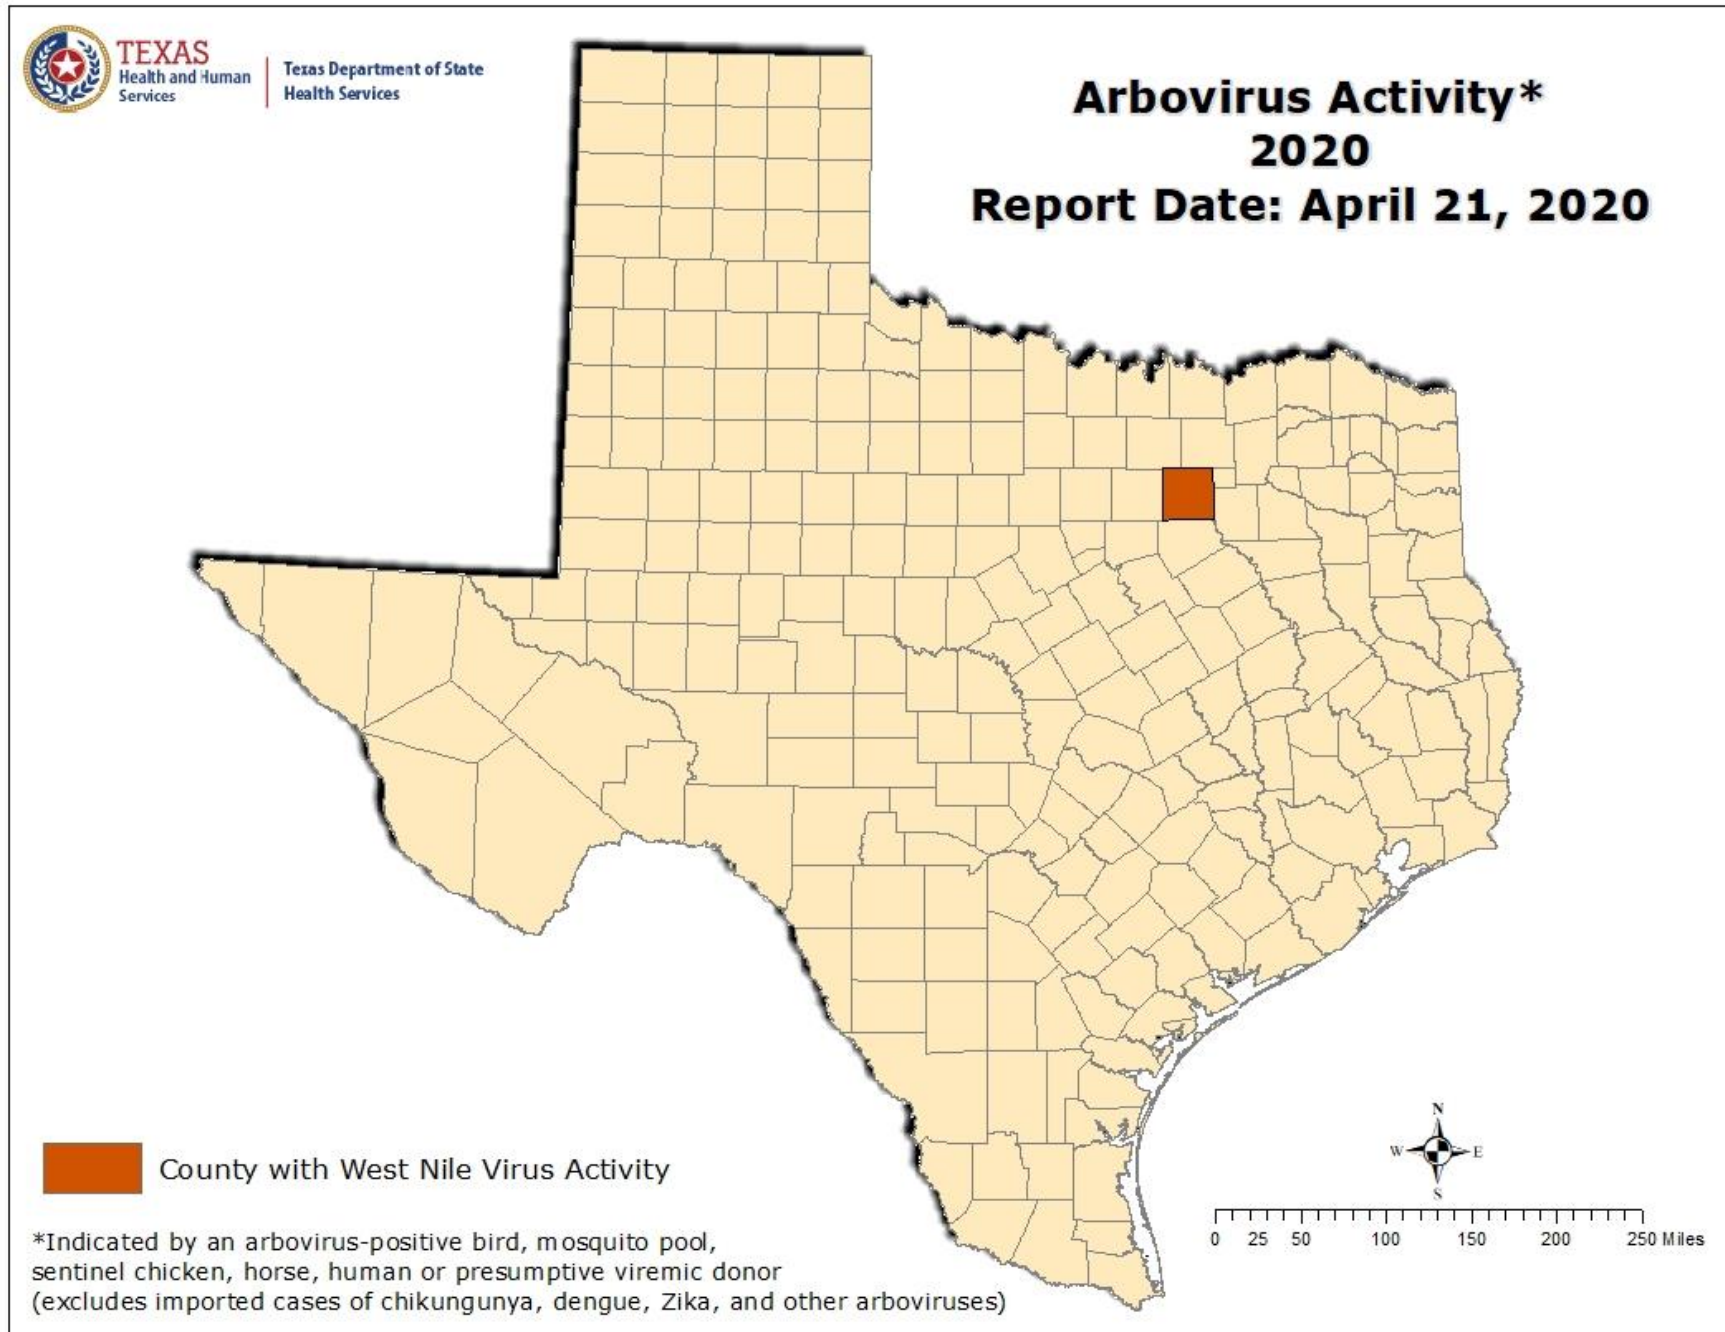 TEXAS
Health and Human
Services
Texas Department of State
Health Services
Arbovirus Activity*
2020
Report Date: April 21, 2020
County with West Nile Virus Activity
*Indicated by an arbovirus-positive bird, mosquito pool,
sentinel chicken, horse, human or presumptive viremic donor
(excludes imported cases of chikungunya, dengue, Zika, and other arboviruses)
N
W E
S
0 25 50 100 150 200 250 Miles